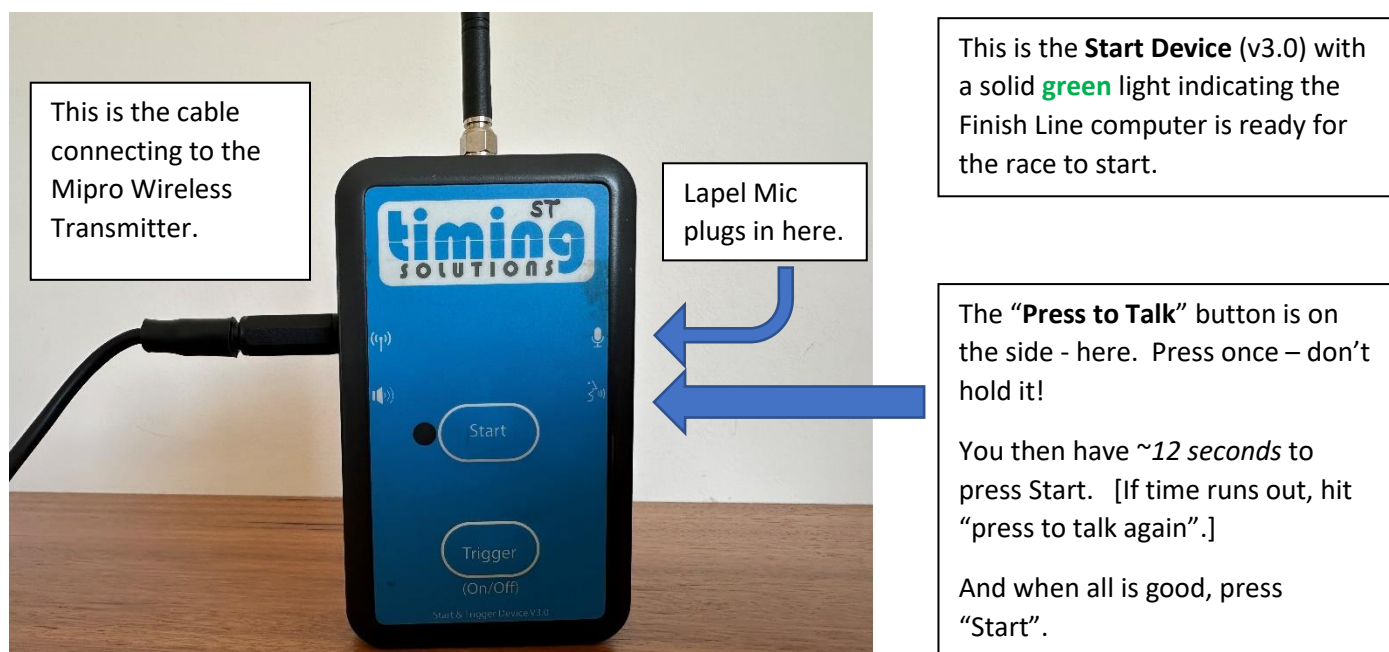 This is the cable
connecting to the
Mipro Wireless
Transmitter.
ST
timing
SOLUTIONS
Start
Trigger
(On/Off)
Start & Trigger Device V3.0
Lapel Mic
plugs in here.
This is the Start Device (v3.0) with
a solid green light indicating the
Finish Line computer is ready for
the race to start.
The “Press to Talk” button is on
the side - here.  Press once – don’t
hold it!
You then have ~12 seconds to
press Start.   [If time runs out, hit
“press to talk again”.]
And when all is good, press
“Start”.